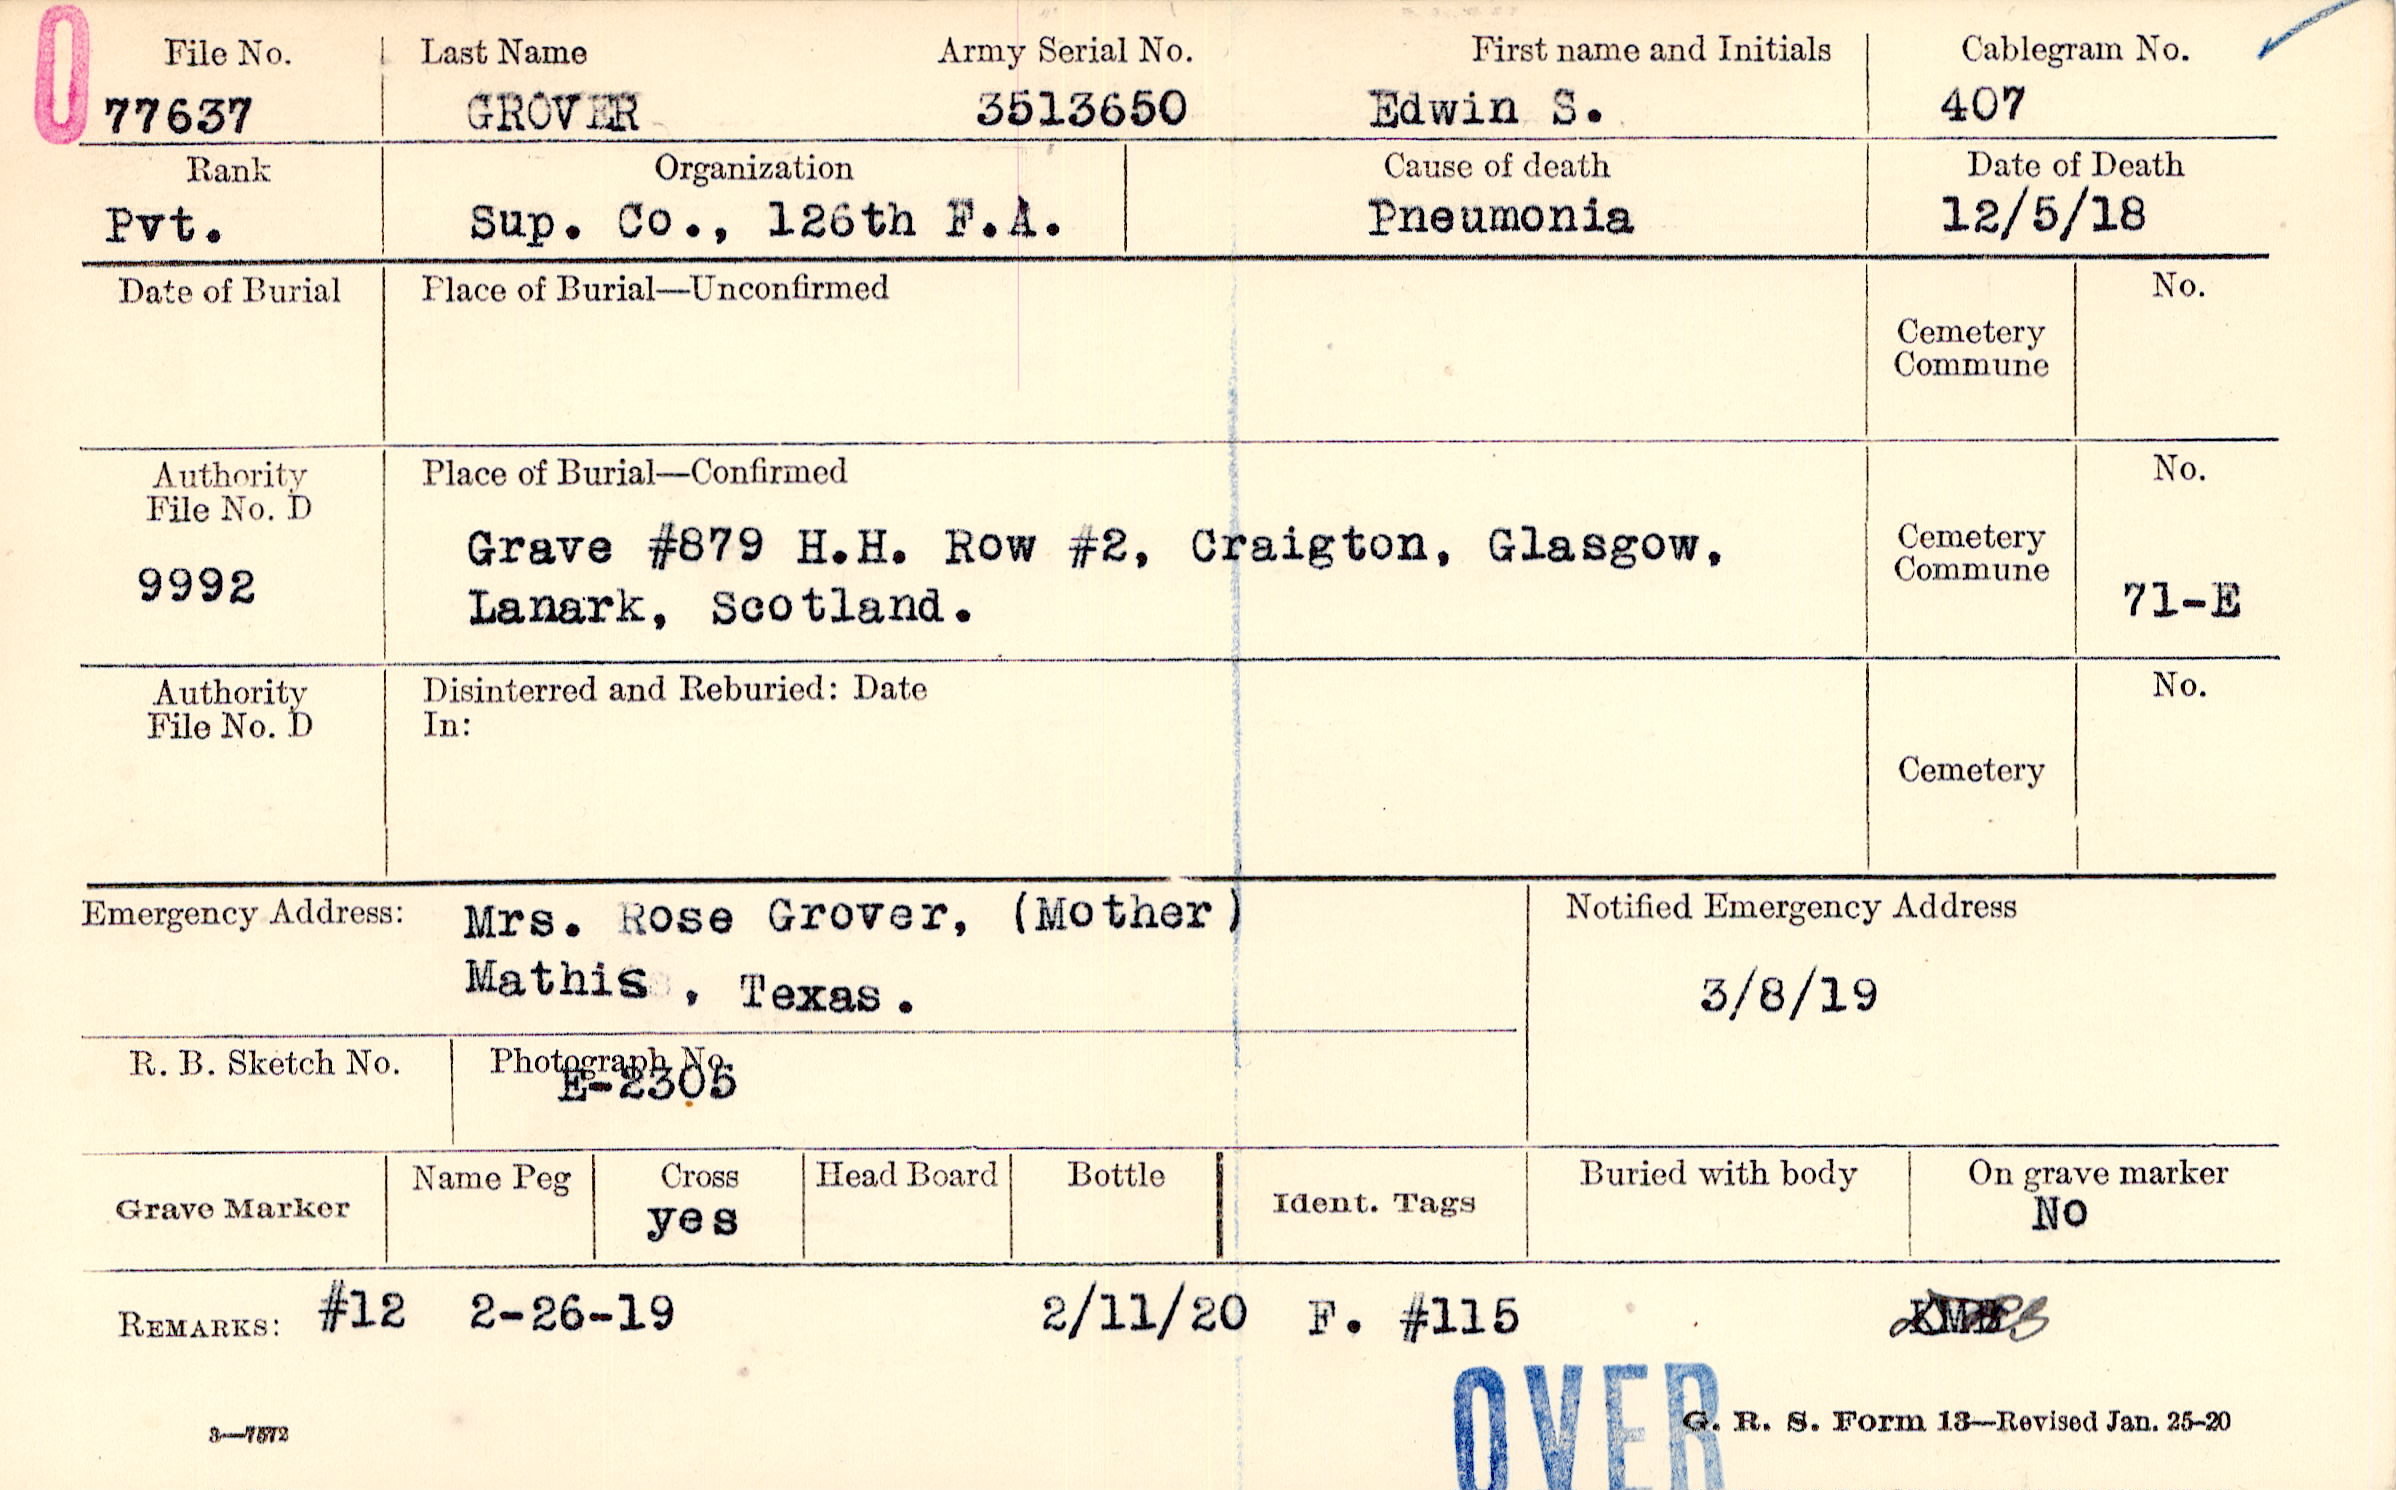 0
File No. Last Name Army Serial No. First name and Initials Cablegram No.
77637 GROVER 3513650 Edwin S. 407
Rank Organization Cause of death Date of Death
Pvt. Sup. Co., 126th F.A. Pneumonia 12/5/18
Date of Burial Place of Burial—Unconfirmed No.
Cemetery
Commune
Authority Place of Burial—Confirmed No.
File No. D
9992 Grave #879 H.H. Row #2, Craigton, Glasgow, Cemetery
Commune
Lanark, Scotland. 71-E
Authority Disinterred and Reburied: Date No.
File No. D In:
Cemetery
Emergency Address: Mrs. Rose Grover, (Mother) Notified Emergency Address
Mathis, Texas. 3/8/19
R. B. Sketch No. Photograph No.
E-2305
Grave Marker Name Peg Cross Head Board Bottle Ident. Tags Buried with body On grave marker
yes No
REMARKS: #12 2-26-19 2/11/20 F. #115
OVER
3—7572 G. R. S. Form 13—Revised Jan. 25-20